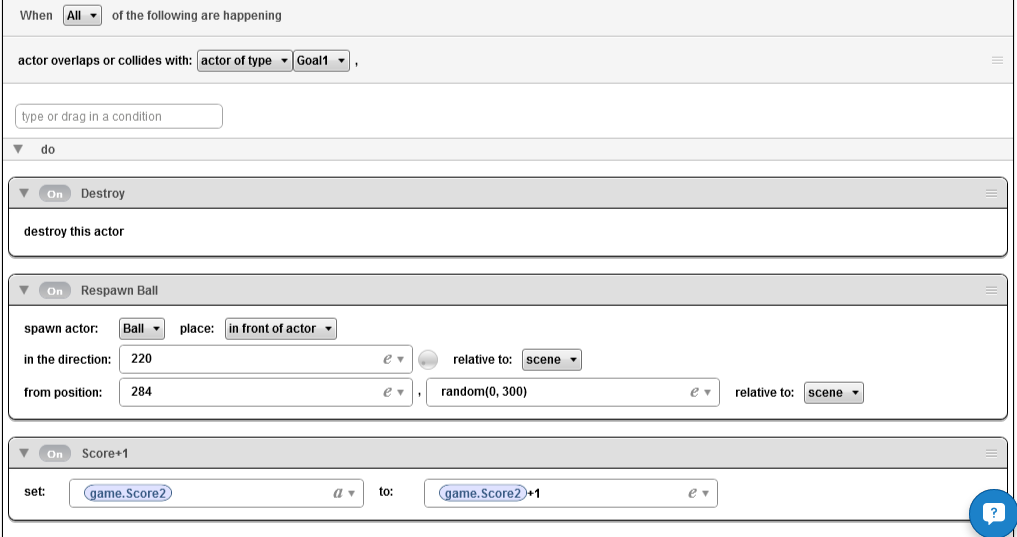 When All of the following are happening
actor overlaps or collides with: actor of type Goal1 ,
type or drag in a condition
do
On Destroy
destroy this actor
On Respawn Ball
spawn actor: Ball place: in front of actor
in the direction: 220 e relative to: scene
from position: 284 e , random(0, 300) e relative to: scene
On Score+1
set: game.Score2 a to: game.Score2 +1 e
?